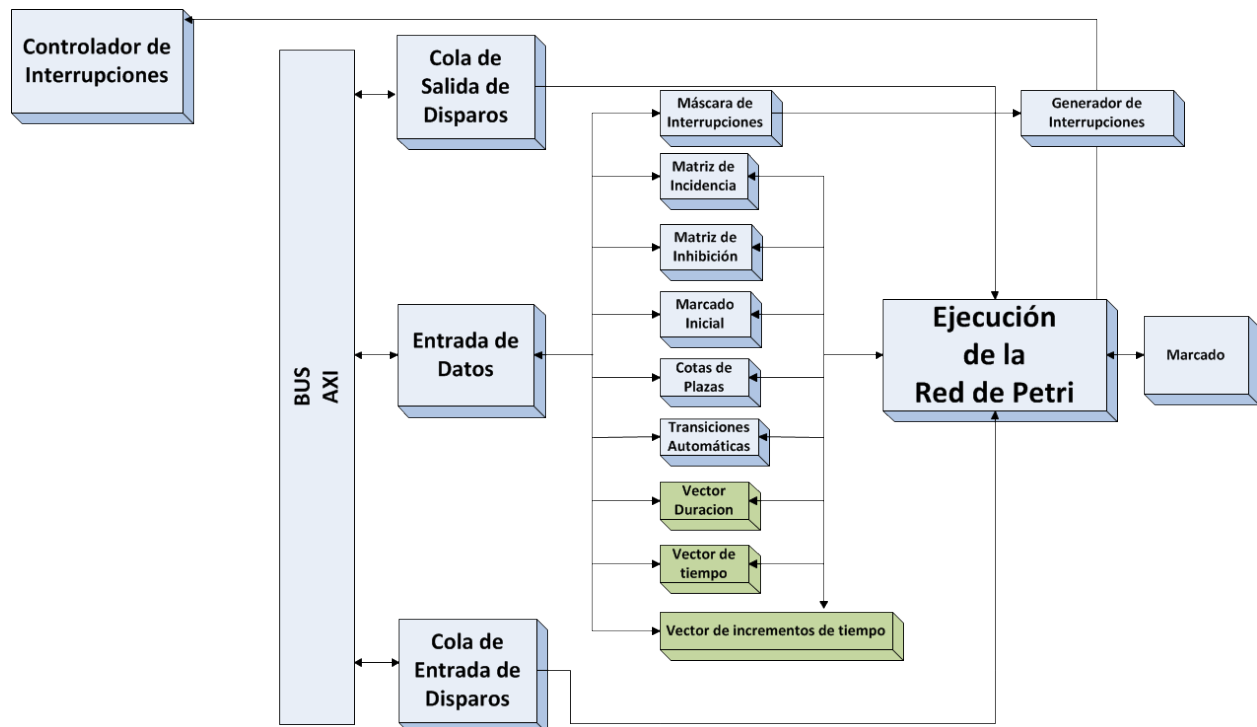 Controlador de
Interrupciones
BUS
AXI
Cola de
Salida de
Disparos
Entrada de
Datos
Cola de
Entrada de
Disparos
Máscara de
Interrupciones
Matriz de
Incidencia
Matriz de
Inhibición
Marcado
Inicial
Cotas de
Plazas
Transiciones
Automáticas
Vector
Duracion
Vector de
tiempo
Vector de incrementos de tiempo
Generador de
Interrupciones
Ejecución
de la
Red de Petri
Marcado